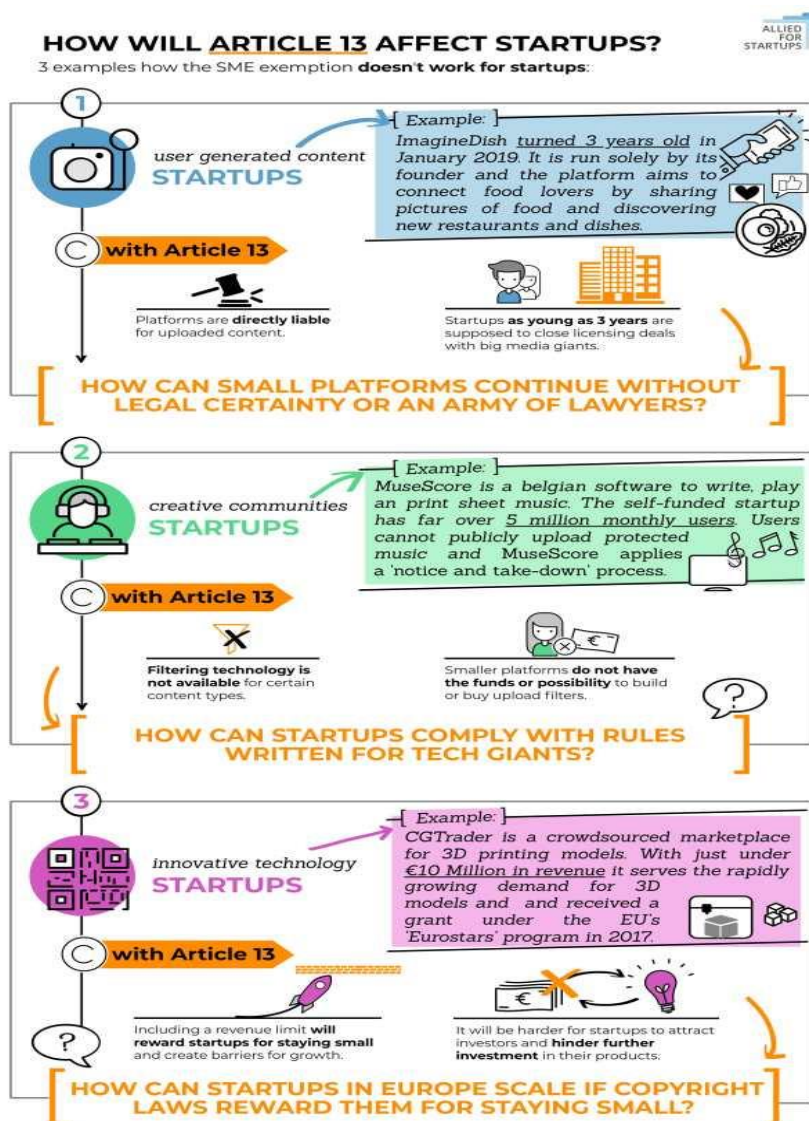 HOW WILL ARTICLE 13 AFFECT STARTUPS?
ALLIED
FOR
STARTUPS
3 examples how the SME exemption doesn't work for startups:
1
user generated content
STARTUPS
[ Example: ]
ImagineDish turned 3 years old in
January 2019. It is run solely by its
founder and the platform aims to
connect food lovers by sharing
pictures of food and discovering
new restaurants and dishes.
C with Article 13
Platforms are directly liable
for uploaded content.
Startups as young as 3 years are
supposed to close licensing deals
with big media giants.
HOW CAN SMALL PLATFORMS CONTINUE WITHOUT
LEGAL CERTAINTY OR AN ARMY OF LAWYERS?
2
creative communities
STARTUPS
[ Example: ]
MuseScore is a belgian software to write, play
an print sheet music. The self-funded startup
has far over 5 million monthly users. Users
cannot publicly upload protected
music and MuseScore applies
a 'notice and take-down' process.
C with Article 13
Filtering technology is
not available for certain
content types.
€
Smaller platforms do not have
the funds or possibility to build
or buy upload filters.
?
HOW CAN STARTUPS COMPLY WITH RULES
WRITTEN FOR TECH GIANTS?
3
innovative technology
STARTUPS
[ Example: ]
CGTrader is a crowdsourced marketplace
for 3D printing models. With just under
€10 Million in revenue it serves the rapidly
growing demand for 3D
models and and received a
grant under the EU's
'Eurostars' program in 2017.
C with Article 13
€
?
Including a revenue limit will
reward startups for staying small
and create barriers for growth.
It will be harder for startups to attract
investors and hinder further
investment in their products.
HOW CAN STARTUPS IN EUROPE SCALE IF COPYRIGHT
LAWS REWARD THEM FOR STAYING SMALL?